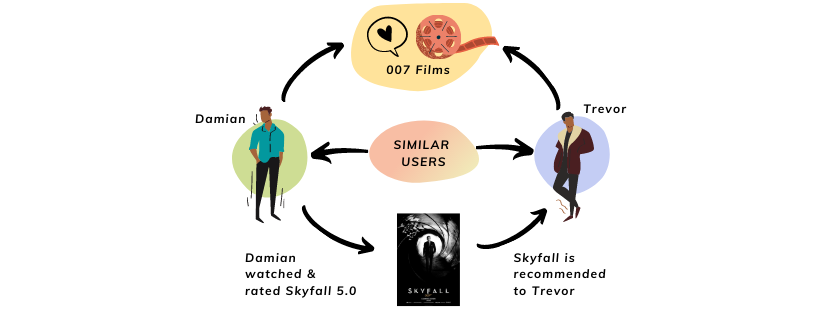 007 Films
Damian
Trevor
SIMILAR
USERS
SKYFALL
Damian
watched &
rated Skyfall 5.0
Skyfall is
recommended
to Trevor